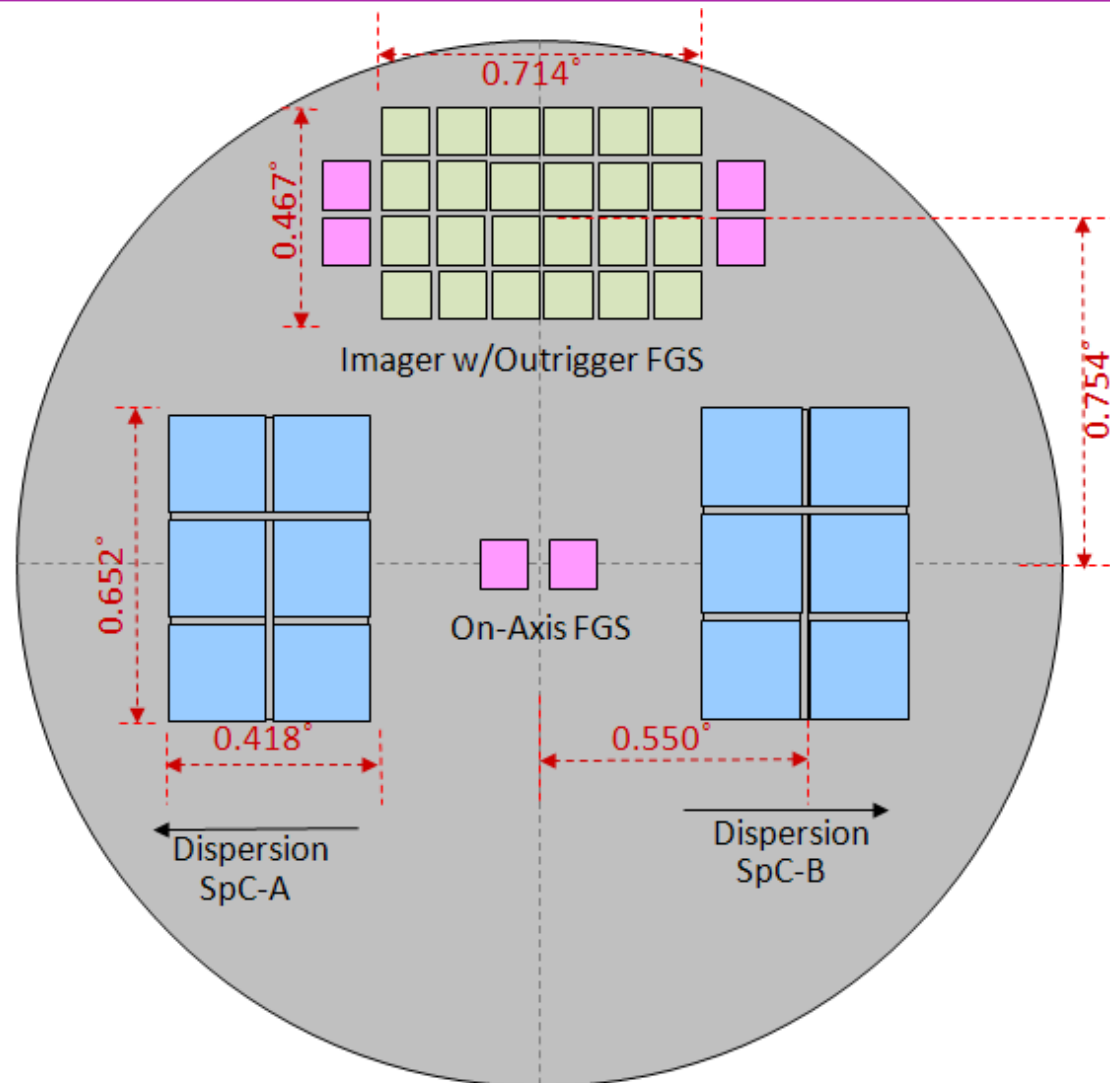 0.714°
0.467°
Imager w/Outrigger FGS
0.754°
0.652°
On-Axis FGS
0.418°
0.550°
Dispersion
SpC-A
Dispersion
SpC-B